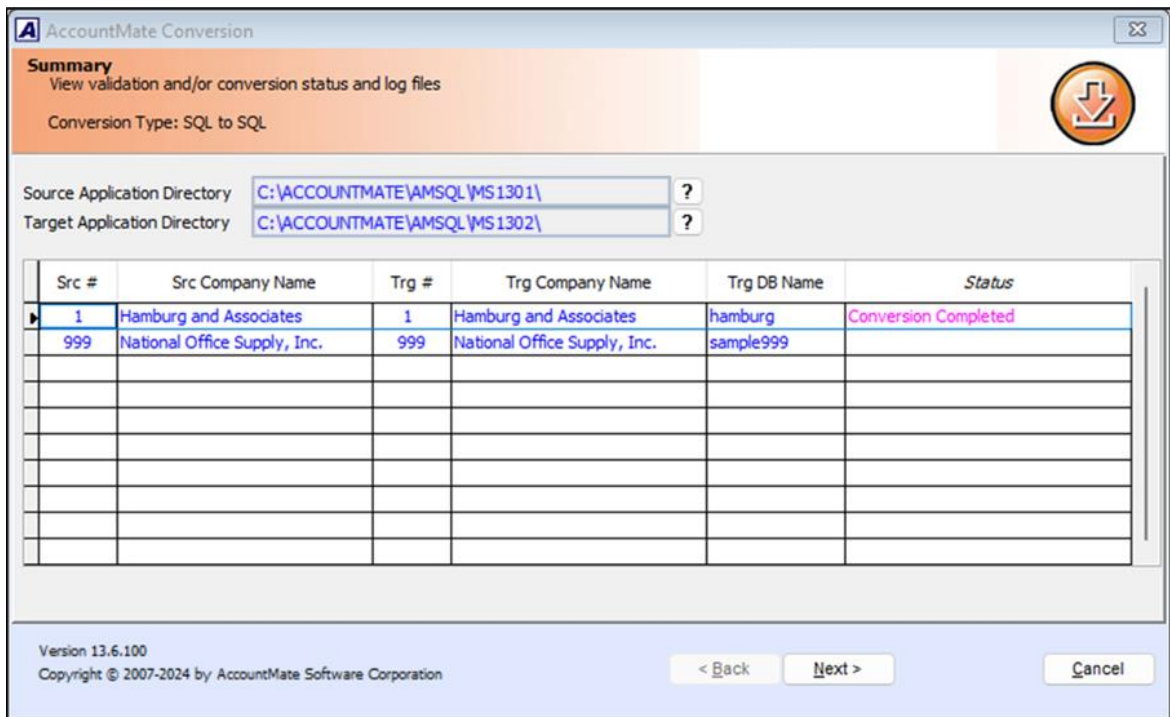 AccountMate Conversion
Summary
View validation and/or conversion status and log files
Conversion Type: SQL to SQL
Source Application Directory C:\ACCOUNTMATE\AMSQL\MS1301\ ?
Target Application Directory C:\ACCOUNTMATE\AMSQL\MS1302\ ?
Src # Src Company Name Trg # Trg Company Name Trg DB Name Status
1 Hamburg and Associates 1 Hamburg and Associates hamburg Conversion Completed
999 National Office Supply, Inc. 999 National Office Supply, Inc. sample999
Version 13.6.100
Copyright © 2007-2024 by AccountMate Software Corporation
< Back Next > Cancel